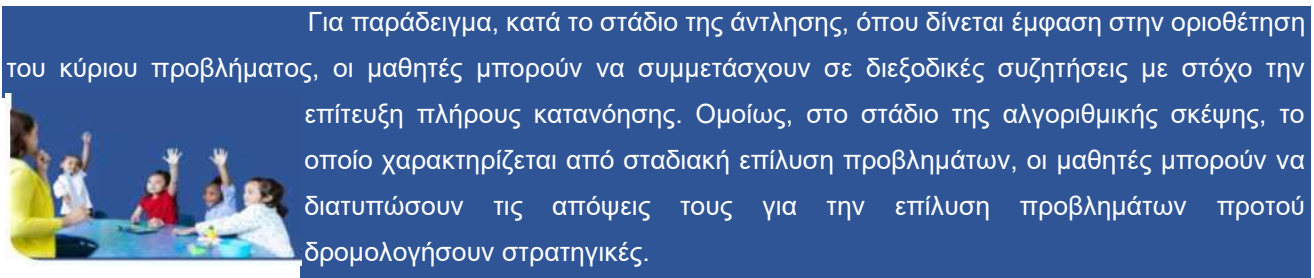 Για παράδειγμα, κατά το στάδιο της άντλησης, όπου δίνεται έμφαση στην οριοθέτηση
του κύριου προβλήματος, οι μαθητές μπορούν να συμμετάσχουν σε διεξοδικές συζητήσεις με στόχο την
επίτευξη πλήρους κατανόησης. Ομοίως, στο στάδιο της αλγοριθμικής σκέψης, το
οποίο χαρακτηρίζεται από σταδιακή επίλυση προβλημάτων, οι μαθητές μπορούν να
διατυπώσουν τις απόψεις τους για την επίλυση προβλημάτων προτού
δρομολογήσουν στρατηγικές.